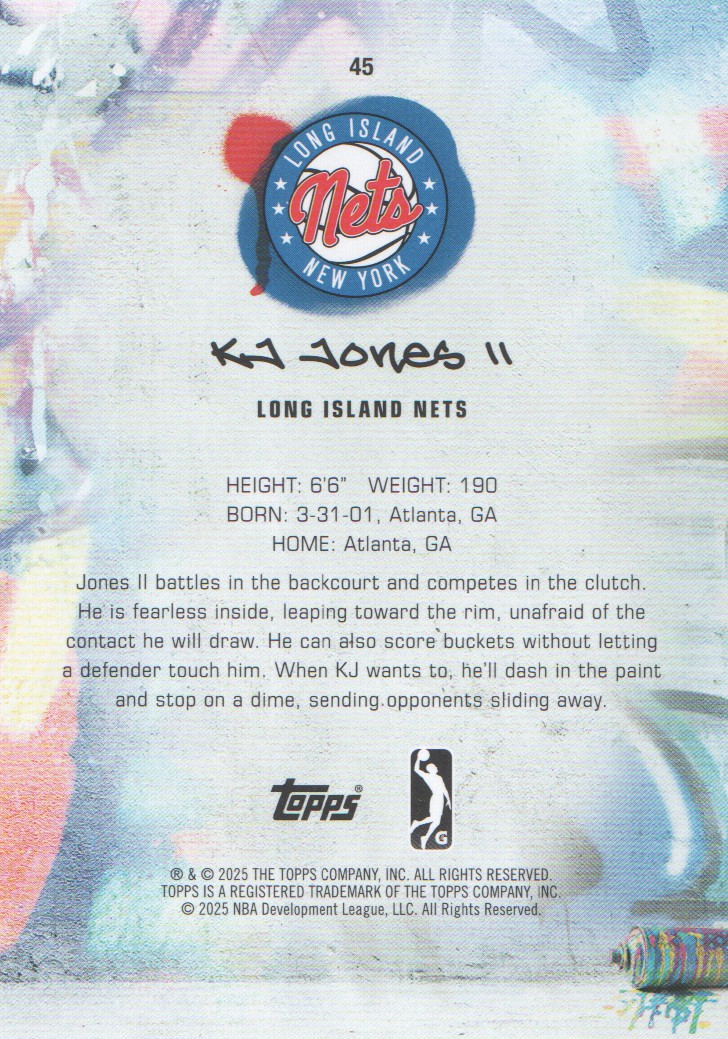 45
LONG ISLAND
Nets
NEW YORK
KJ Jones II
LONG ISLAND NETS
HEIGHT: 6'6" WEIGHT: 190
BORN: 3-31-01, Atlanta, GA
HOME: Atlanta, GA
Jones II battles in the backcourt and competes in the clutch.
He is fearless inside, leaping toward the rim, unafraid of the
contact he will draw. He can also score buckets without letting
a defender touch him. When KJ wants to, he'll dash in the paint
and stop on a dime, sending opponents sliding away.
Topps®
G
® & © 2025 THE TOPPS COMPANY, INC. ALL RIGHTS RESERVED.
TOPPS IS A REGISTERED TRADEMARK OF THE TOPPS COMPANY, INC.
© 2025 NBA Development League, LLC. All Rights Reserved.